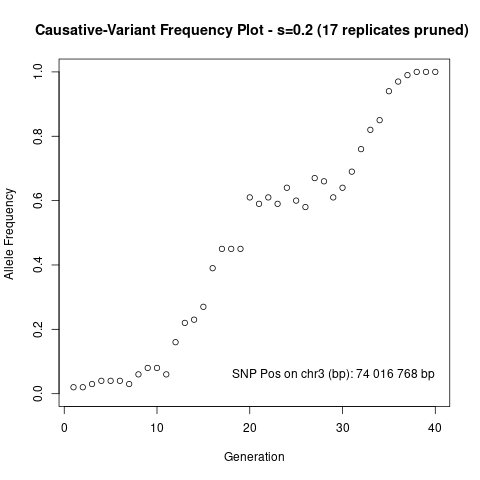 Causative-Variant Frequency Plot - s=0.2 (17 replicates pruned)
1.0
0.8
0.6
0.4
0.2
0.0
Allele Frequency
SNP Pos on chr3 (bp): 74 016 768 bp
0 10 20 30 40
Generation